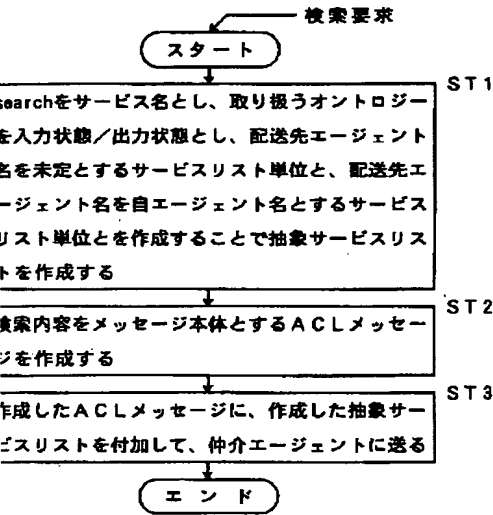 検索要求
スタート
ST1
searchをサービス名とし、取り扱うオントロジー
を入力状態／出力状態とし、配送先エージェント
名を未定とするサービスリスト単位と、配送先エ
ージェント名を自エージェント名とするサービス
リスト単位とを作成することで抽象サービスリス
トを作成する
ST2
検索内容をメッセージ本体とするACLメッセー
ジを作成する
ST3
作成したACLメッセージに、作成した抽象サー
ビスリストを付加して、仲介エージェントに送る
エンド